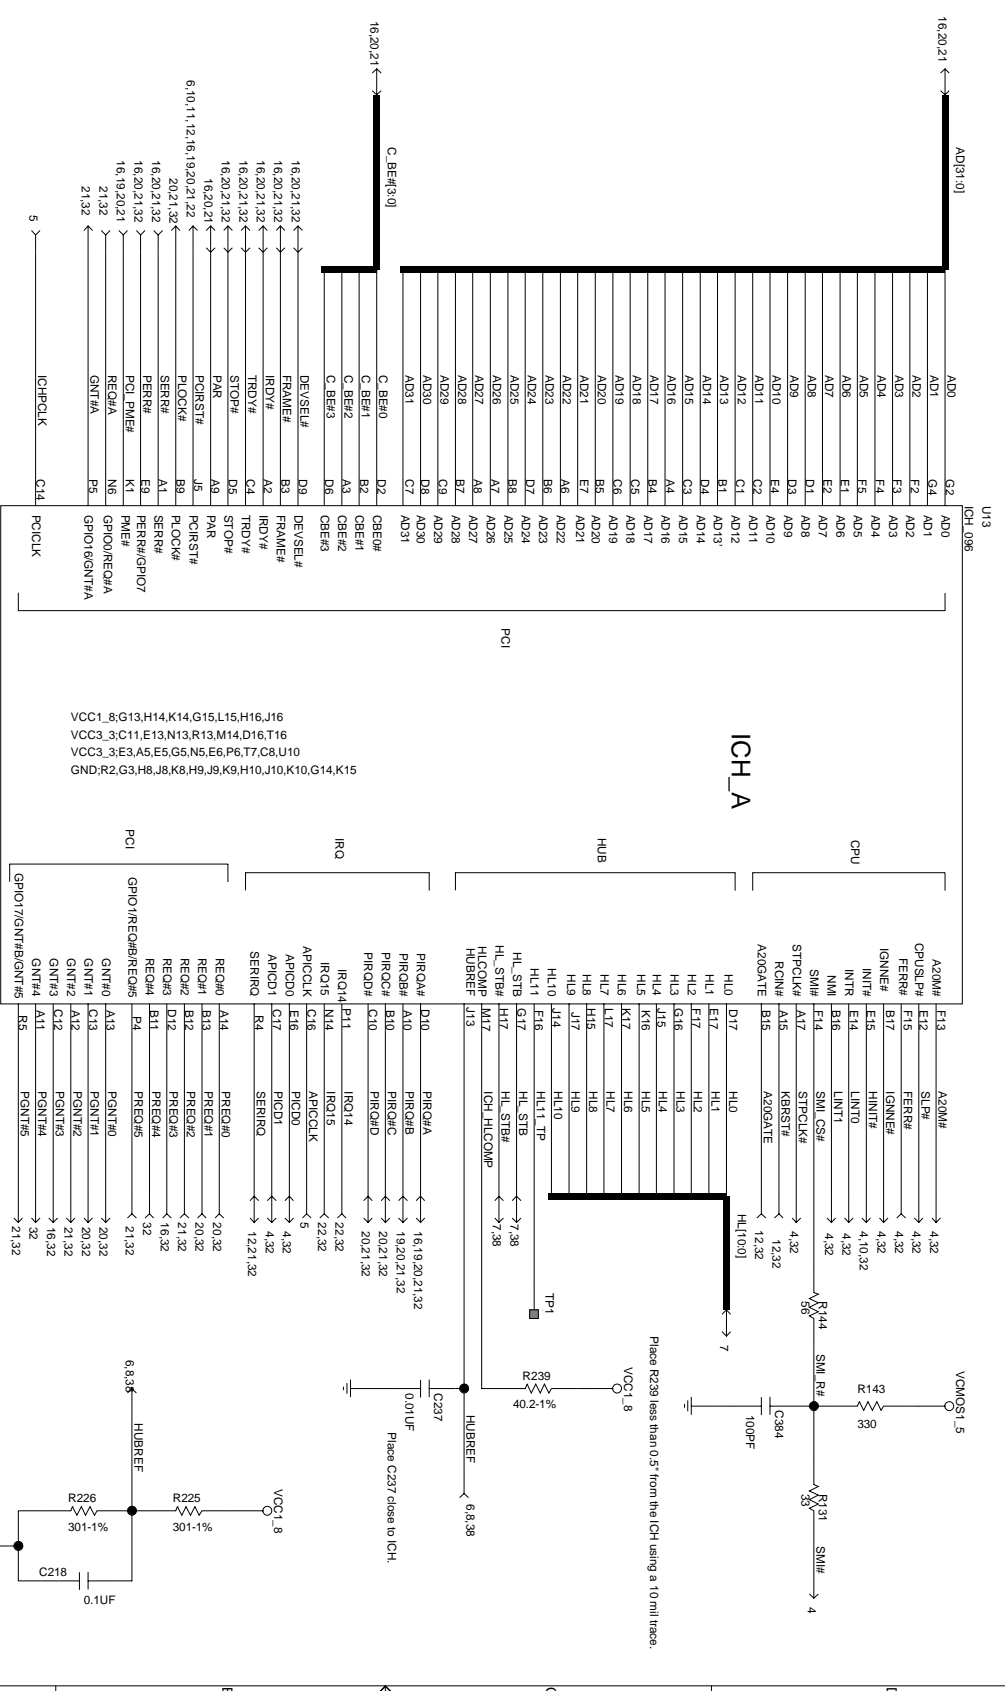 U13
ICH_096
16,20,21
AD[31:0]
AD0 G2 AD0
AD1 G4 AD1
AD2 F2 AD2
AD3 F3 AD3
AD4 F4 AD4
AD5 F5 AD5
AD6 E1 AD6
AD7 E2 AD7
AD8 D1 AD8
AD9 D3 AD9
AD10 E4 AD10
AD11 C2 AD11
AD12 C1 AD12
AD13 B1 AD13'
AD14 D4 AD14
AD15 C3 AD15
AD16 A4 AD16
AD17 B4 AD17
AD18 C5 AD18
AD19 C6 AD19
AD20 B5 AD20
AD21 E7 AD21
AD22 A6 AD22
AD23 B6 AD23
AD24 D7 AD24
AD25 B8 AD25
AD26 A7 AD26
AD27 A8 AD27
AD28 B7 AD28
AD29 C9 AD29
AD30 D8 AD30
AD31 C7 AD31
16,20,21
C_BE#[3:0]
C_BE#0 D2 CBE0#
C_BE#1 B2 CBE#1
C_BE#2 A3 CBE#2
C_BE#3 D6 CBE#3
16,20,21,32 DEVSEL# D9 DEVSEL#
16,20,21,32 FRAME# B3 FRAME#
16,20,21,32 IRDY# A2 IRDY#
16,20,21,32 TRDY# C4 TRDY#
16,20,21,32 STOP# D5 STOP#
16,20,21 PAR A9 PAR
6,10,11,12,16,19,20,21,22 PCIRST# J5 PCIRST#
20,21,32 PLOCK# B9 PLOCK#
16,20,21,32 SERR# A1 SERR#
16,20,21,32 PERR# E9 PERR#/GPIO7
16,19,20,21 PCI_PME# K1 PME#
21,32 REQ#A N6 GPIO0/REQ#A
21,32 GNT#A P5 GPIO16/GNT#A
5 ICHPCLK C14 PCICLK
PCI
ICH_A
VCC1_8;G13,H14,K14,G15,L15,H16,J16
VCC3_3;C11,E13,N13,R13,M14,D16,T16
VCC3_3;E3,A5,E5,G5,N5,E6,P6,T7,C8,U10
GND;R2,G3,H8,J8,K8,H9,J9,K9,H10,J10,K10,G14,K15
CPU
A20M# F13 A20M# 4,32
CPUSLP# E12 SLP# 4,32
FERR# F15 FERR# 4,32
IGNNE# B17 IGNNE# 4,32
INIT# E15 HINIT# 4,10,32
INTR E14 LINT0 4,32
NMI B16 LINT1 4,32
SMI# F14 SMI_CS#
STPCLK# A17 STPCLK# 4,32
RCIN# A15 KBRST# 12,32
A20GATE B15 A20GATE 12,32
VCMOS1_5
R143
330
R144
56
SMI_R#
R131
33
SMI#
4
C384
100PF
HUB
HL0 D17 HL0
HL1 E17 HL1
HL2 F17 HL2
HL3 G16 HL3
HL4 J15 HL4
HL5 K16 HL5
HL6 K17 HL6
HL7 L17 HL7
HL8 H15 HL8
HL9 J17 HL9
HL10 J14 HL10
HL11 F16 HL11_TP
HL_STB G17 HL_STB 7,38
HL_STB# H17 HL_STB# 7,38
HLCOMP M17 ICH_HLCOMP
HUBREF J13
HL[10:0]
7
TP1
Place R239 less than 0.5" from the ICH using a 10 mil trace.
VCC1_8
R239
40.2-1%
HUBREF
6,8,38
C237
0.01UF
Place C237 close to ICH.
IRQ
PIRQA# D10 PIRQ#A 16,19,20,21,32
PIRQB# A10 PIRQ#B 19,20,21,32
PIRQC# B10 PIRQ#C 20,21,32
PIRQD# C10 PIRQ#D 20,21,32
IRQ14 P11 IRQ14 22,32
IRQ15 N14 IRQ15 22,32
APICCLK C16 APICCLK 5
APICD0 E16 PICD0 4,32
APICD1 C17 PICD1 4,32
SERIRQ R4 SERIRQ 12,21,32
PCI
REQ#0 A14 PREQ#0 20,32
REQ#1 B13 PREQ#1 20,32
REQ#2 B12 PREQ#2 21,32
REQ#3 D12 PREQ#3 16,32
REQ#4 B11 PREQ#4 32
GPIO1/REQ#B/REQ#5 P4 PREQ#5 21,32
GNT#0 A13 PGNT#0 20,32
GNT#1 C13 PGNT#1 20,32
GNT#2 A12 PGNT#2 21,32
GNT#3 C12 PGNT#3 16,32
GNT#4 A11 PGNT#4 32
GPIO17/GNT#B/GNT#5 R5 PGNT#5 21,32
VCC1_8
R225
301-1%
6,8,38
HUBREF
R226
301-1%
C218
0.1UF